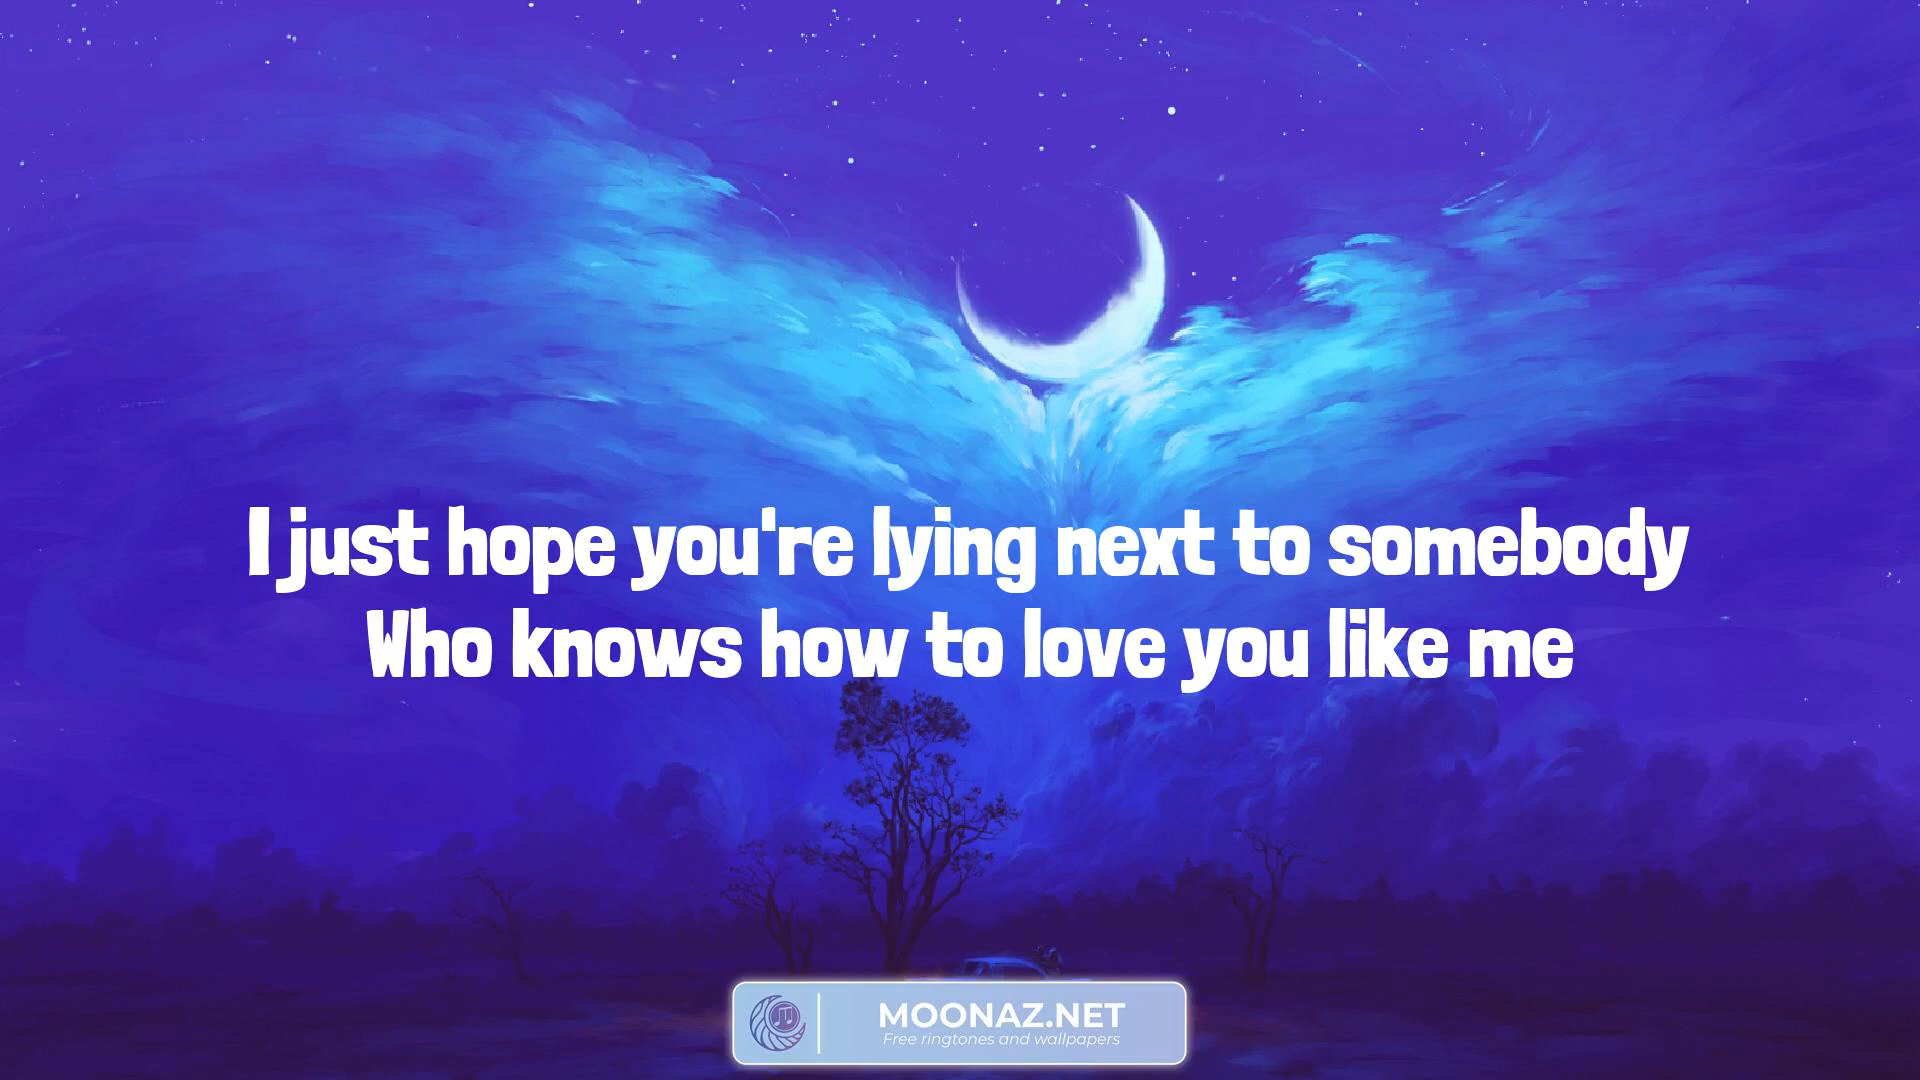 I just hope you're lying next to somebody
Who knows how to love you like me
MOONAZ.NET
Free ringtones and wallpapers